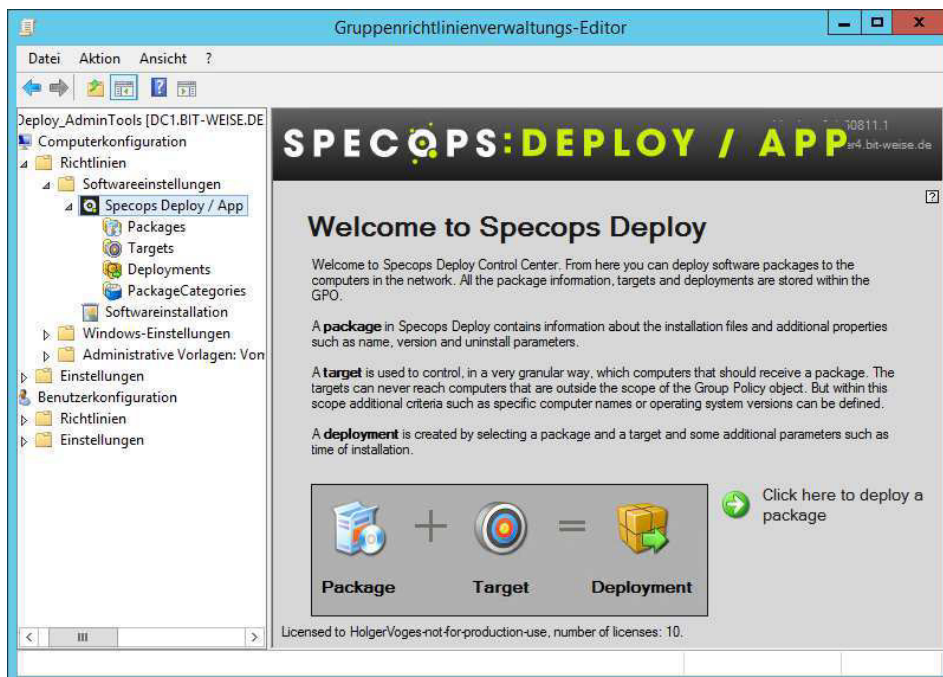 Gruppenrichtlinienverwaltungs-Editor
Datei Aktion Ansicht ?
Deploy_AdminTools [DC1.BIT-WEISE.DE
Computerkonfiguration
Richtlinien
Softwareeinstellungen
Specops Deploy / App
Packages
Targets
Deployments
PackageCategories
Softwareinstallation
Windows-Einstellungen
Administrative Vorlagen: Von
Einstellungen
Benutzerkonfiguration
Richtlinien
Einstellungen
SPECOPS:DEPLOY / APP
.bit-weise.de
Welcome to Specops Deploy
Welcome to Specops Deploy Control Center. From here you can deploy software packages to the
computers in the network. All the package information, targets and deployments are stored within the
GPO.
A package in Specops Deploy contains information about the installation files and additional properties
such as name, version and uninstall parameters.
A target is used to control, in a very granular way, which computers that should receive a package. The
targets can never reach computers that are outside the scope of the Group Policy object. But within this
scope additional criteria such as specific computer names or operating system versions can be defined.
A deployment is created by selecting a package and a target and some additional parameters such as
time of installation.
Package + Target = Deployment
Click here to deploy a
package
Licensed to HolgerVoges-not-for-production-use, number of licenses: 10.